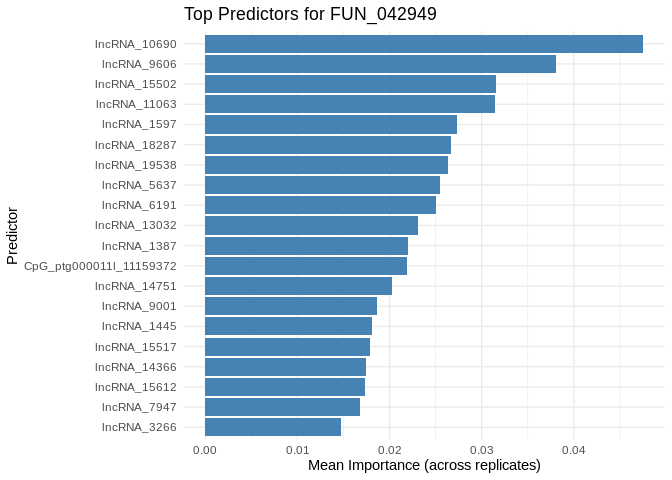 Top Predictors for FUN_042949
Predictor
lncRNA_10690
lncRNA_9606
lncRNA_15502
lncRNA_11063
lncRNA_1597
lncRNA_18287
lncRNA_19538
lncRNA_5637
lncRNA_6191
lncRNA_13032
lncRNA_1387
CpG_ptg000011l_11159372
lncRNA_14751
lncRNA_9001
lncRNA_1445
lncRNA_15517
lncRNA_14366
lncRNA_15612
lncRNA_7947
lncRNA_3266
0.00 0.01 0.02 0.03 0.04
Mean Importance (across replicates)